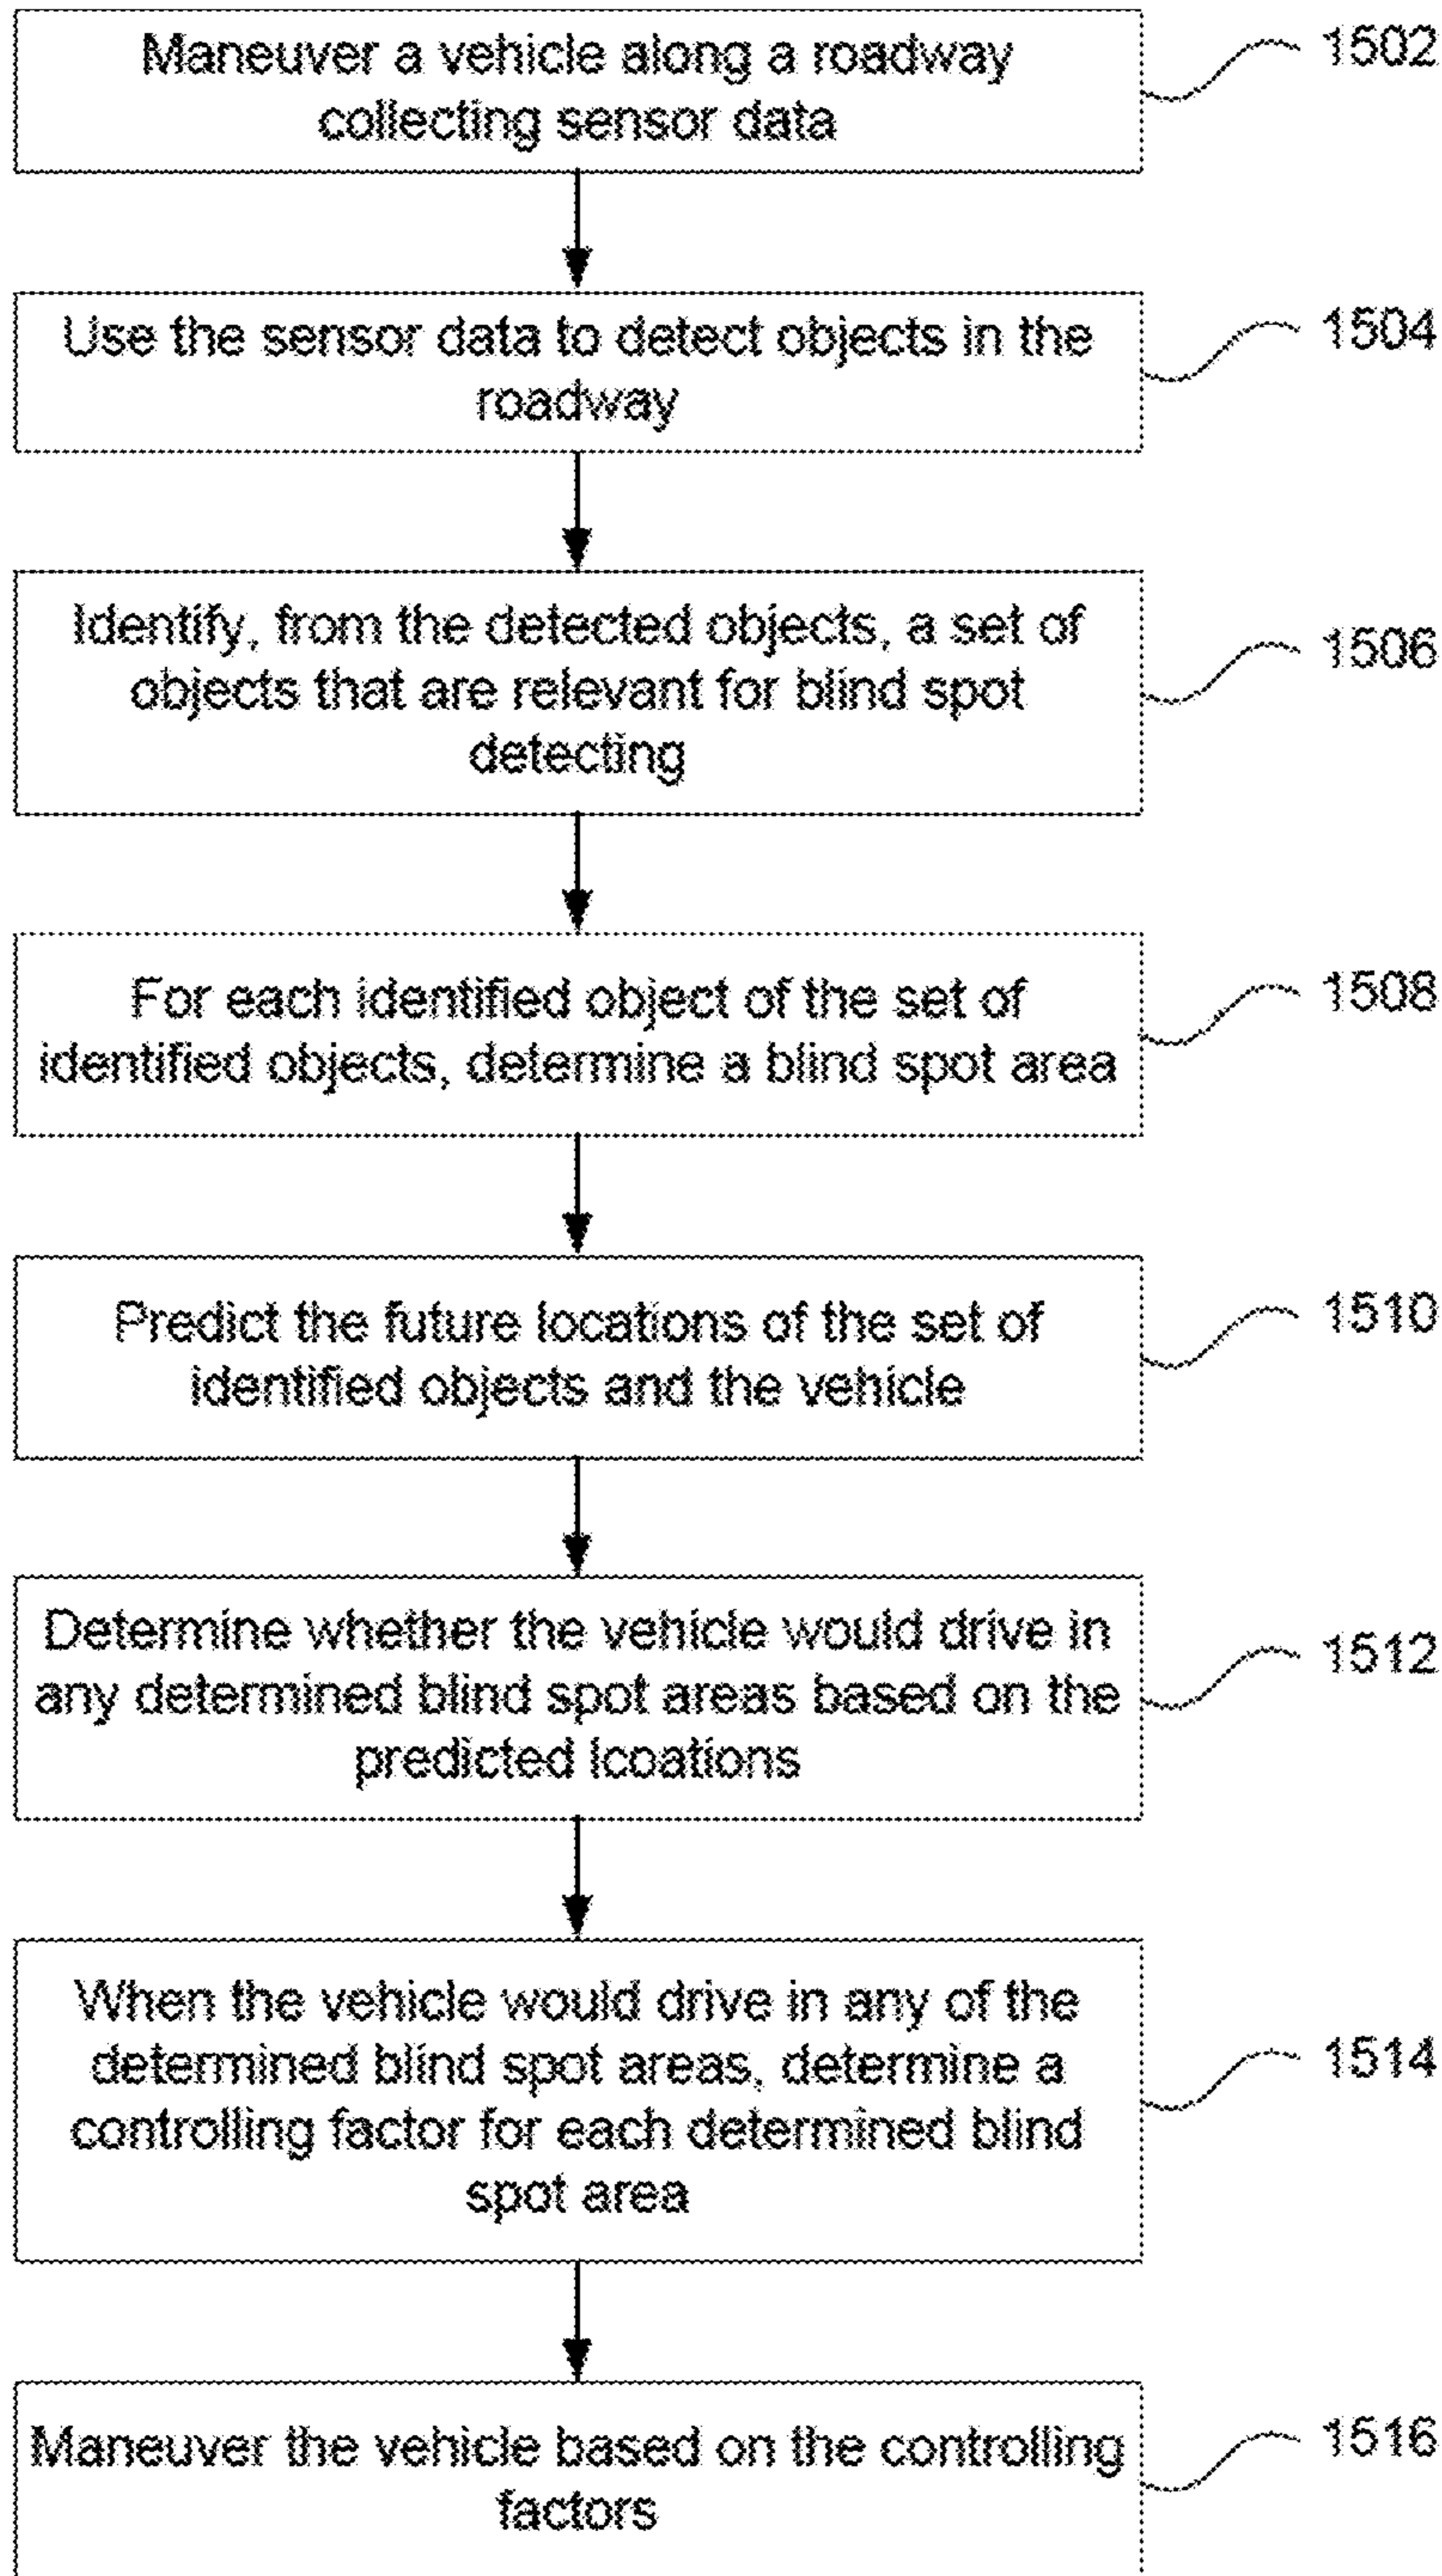 Maneuver a vehicle along a roadway
collecting sensor data
1502
Use the sensor data to detect objects in the
roadway
1504
Identify, from the detected objects, a set of
objects that are relevant for blind spot
detecting
1506
For each identified object of the set of
identified objects, determine a blind spot area
1508
Predict the future locations of the set of
identified objects and the vehicle
1510
Determine whether the vehicle would drive in
any determined blind spot areas based on the
predicted lcoations
1512
When the vehicle would drive in any of the
determined blind spot areas, determine a
controlling factor for each determined blind
spot area
1514
Maneuver the vehicle based on the controlling
factors
1516